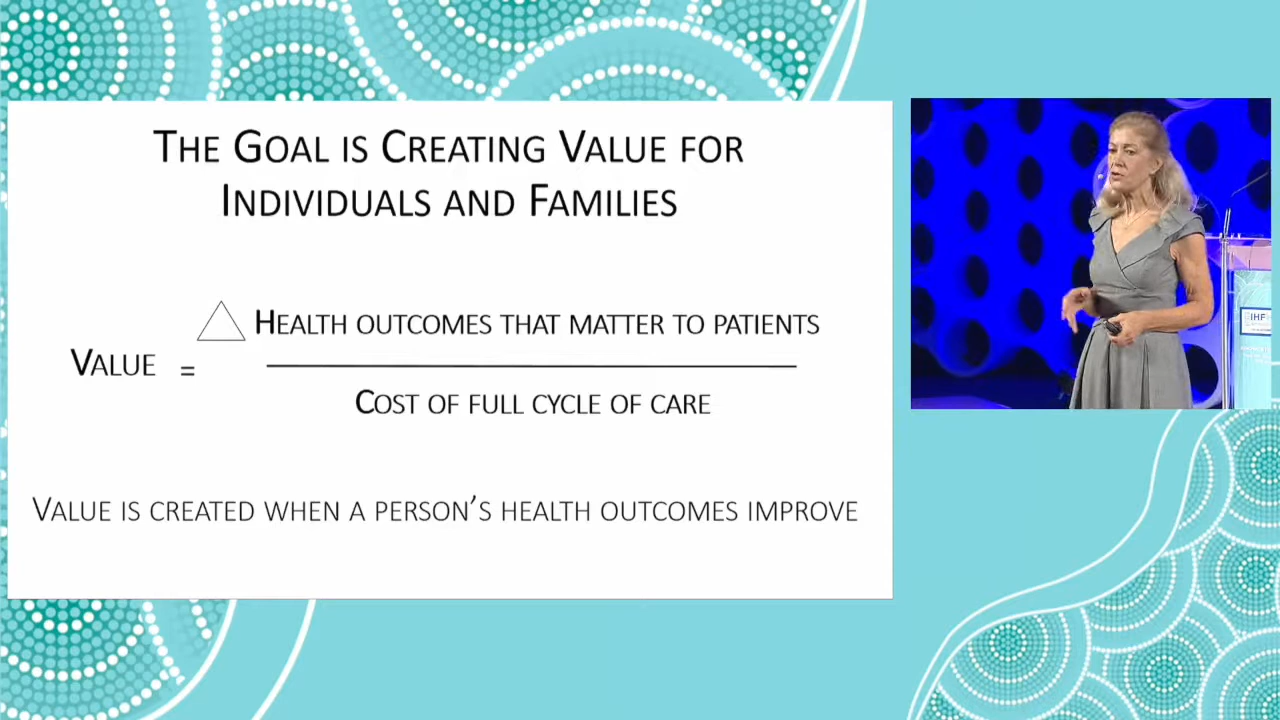 The Goal is Creating Value for
Individuals and Families
△ Health outcomes that matter to patients
Value =
Cost of full cycle of care
Value is created when a person’s health outcomes improve
IHF